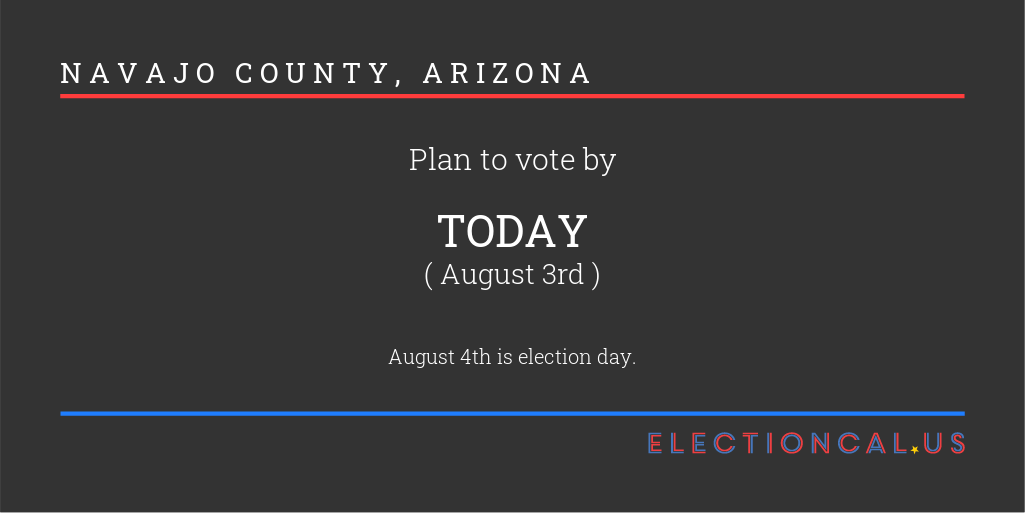 NAVAJO COUNTY, ARIZONA
Plan to vote by
TODAY
( August 3rd )
August 4th is election day.
ELECTIONCAL.US